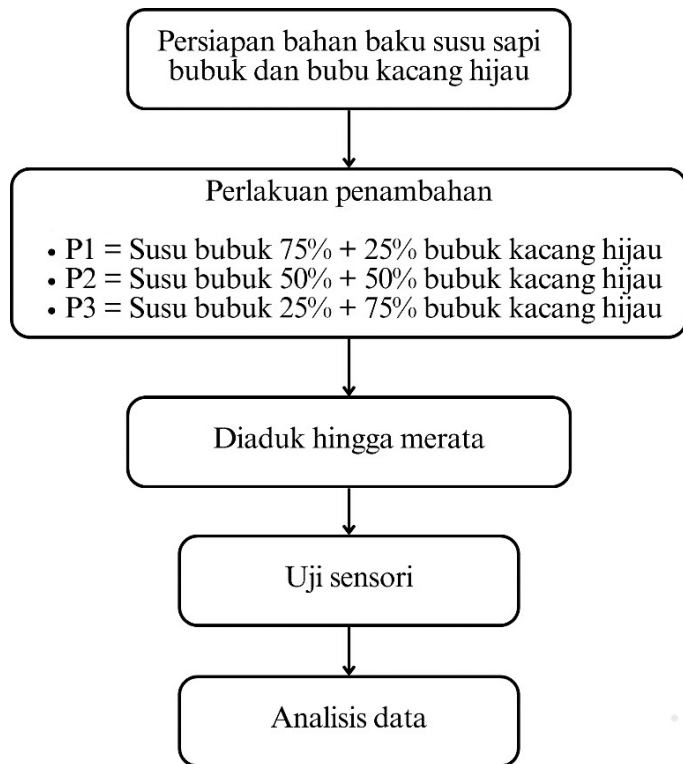 Persiapan bahan baku susu sapi
bubuk dan bubu kacang hijau
Perlakuan penambahan
• P1 = Susu bubuk 75% + 25% bubuk kacang hijau
• P2 = Susu bubuk 50% + 50% bubuk kacang hijau
• P3 = Susu bubuk 25% + 75% bubuk kacang hijau
Diaduk hingga merata
Uji sensori
Analisis data